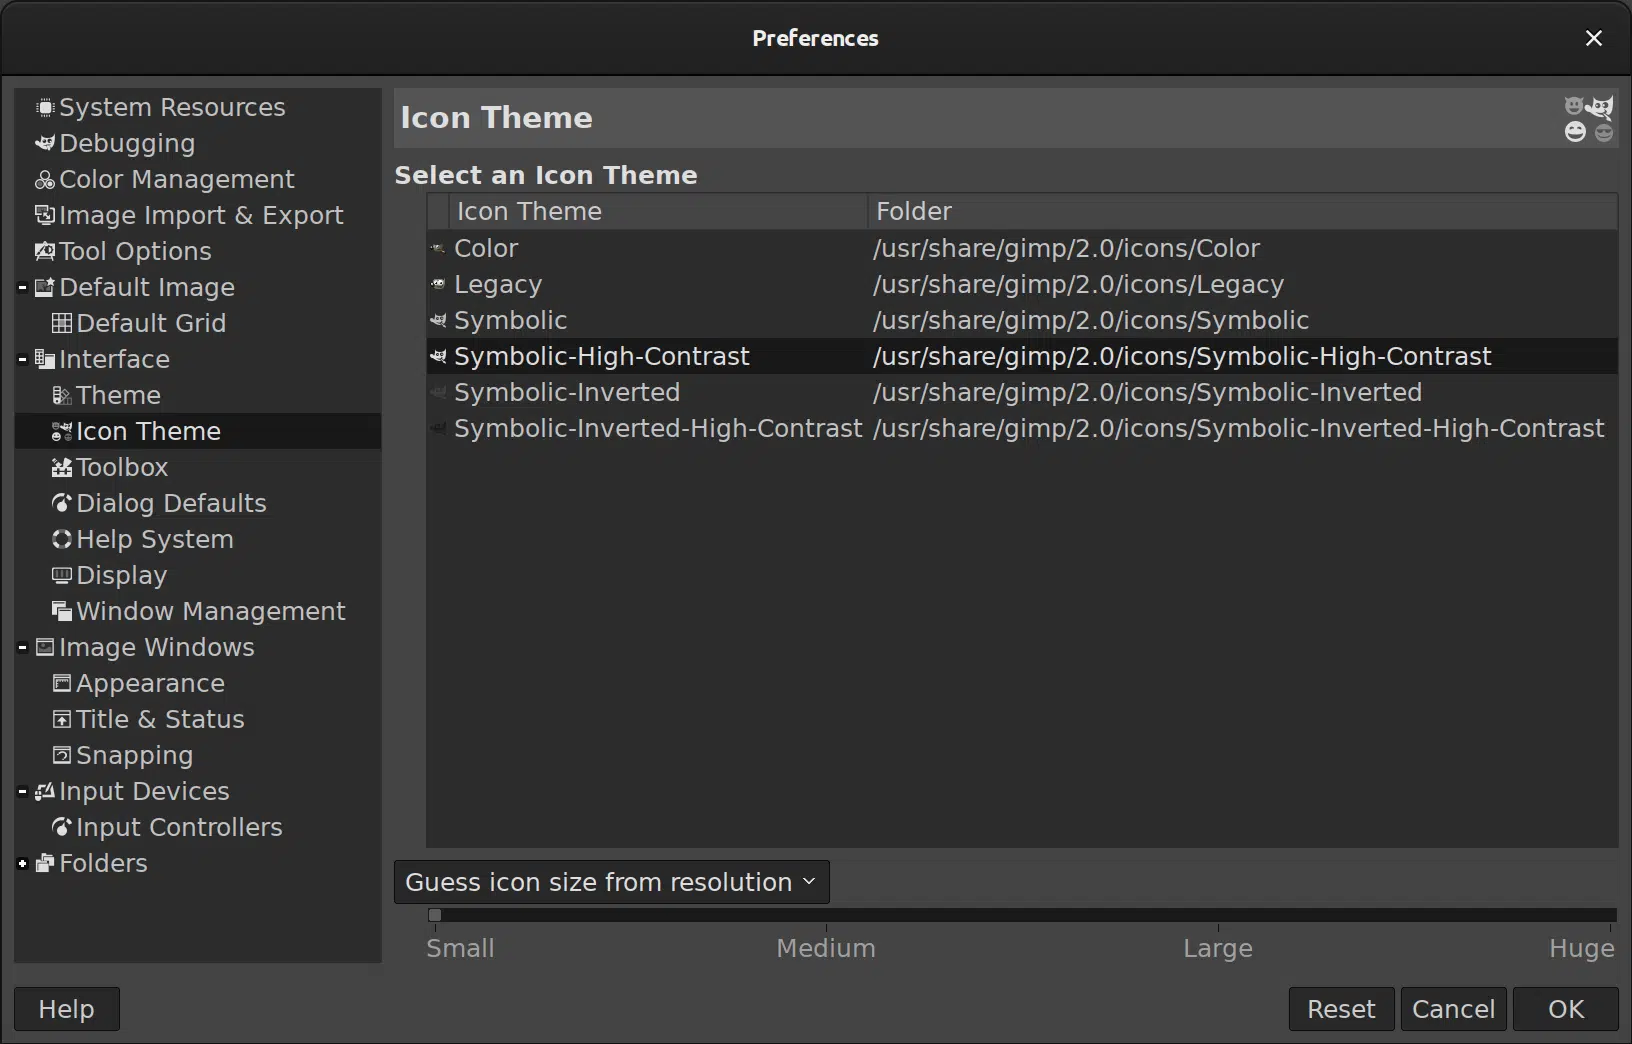 Preferences
System Resources
Debugging
Color Management
Image Import & Export
Tool Options
Default Image
Default Grid
Interface
Theme
Icon Theme
Toolbox
Dialog Defaults
Help System
Display
Window Management
Image Windows
Appearance
Title & Status
Snapping
Input Devices
Input Controllers
Folders
Icon Theme
Select an Icon Theme
Icon Theme Folder
Color /usr/share/gimp/2.0/icons/Color
Legacy /usr/share/gimp/2.0/icons/Legacy
Symbolic /usr/share/gimp/2.0/icons/Symbolic
Symbolic-High-Contrast /usr/share/gimp/2.0/icons/Symbolic-High-Contrast
Symbolic-Inverted /usr/share/gimp/2.0/icons/Symbolic-Inverted
Symbolic-Inverted-High-Contrast /usr/share/gimp/2.0/icons/Symbolic-Inverted-High-Contrast
Guess icon size from resolution
Small Medium Large Huge
Help Reset Cancel OK